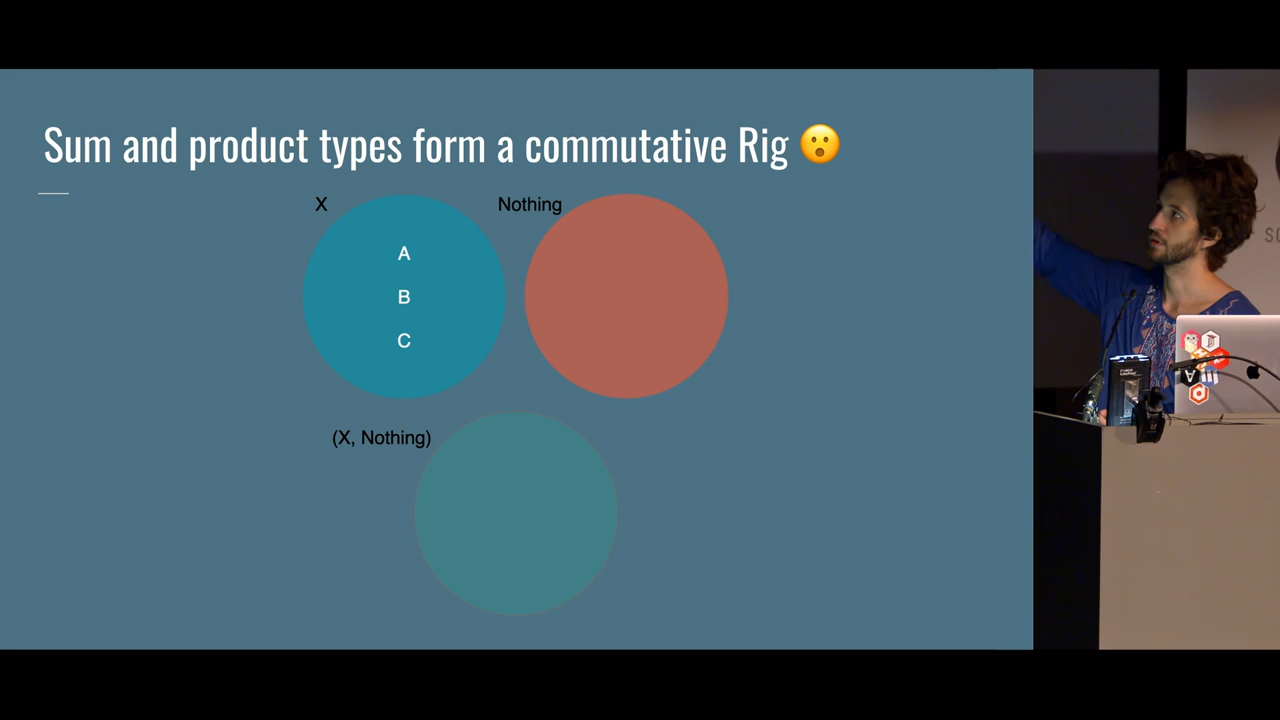 Sum and product types form a commutative Rig 😮
X
Nothing
A
B
C
(X, Nothing)